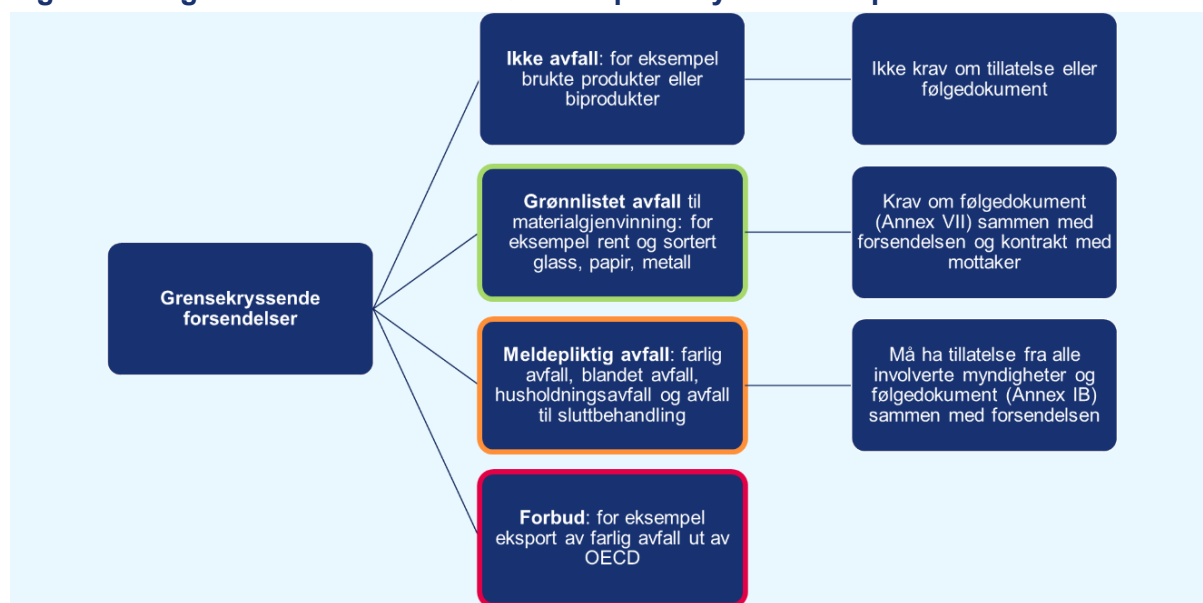 Ikke avfall: for eksempel
brukte produkter eller
biprodukter
Ikke krav om tillatelse eller
følgedokument
Grønnlistet avfall til
materialgjenvinning: for
eksempel rent og sortert
glass, papir, metall
Krav om følgedokument
(Annex VII) sammen med
forsendelsen og kontrakt med
mottaker
Grensekryssende
forsendelser
Meldepliktig avfall: farlig
avfall, blandet avfall,
husholdningsavfall og avfall
til sluttbehandling
Må ha tillatelse fra alle
involverte myndigheter og
følgedokument (Annex IB)
sammen med forsendelsen
Forbud: for eksempel
eksport av farlig avfall ut av
OECD